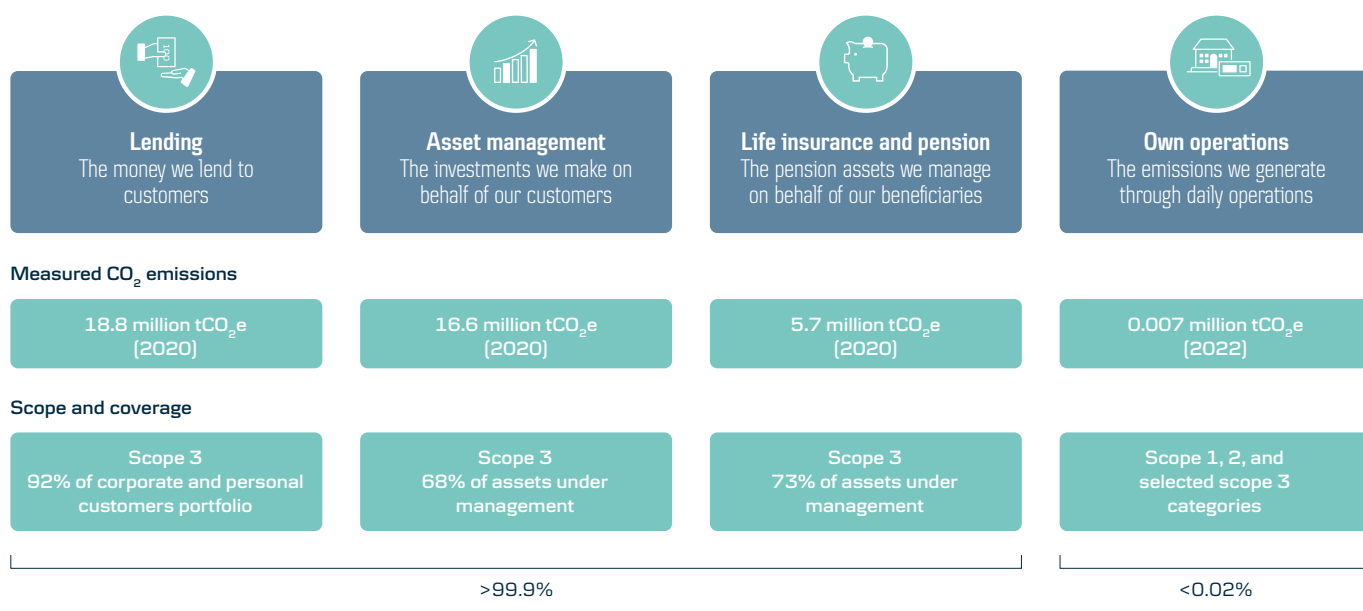 Lending
The money we lend to
customers
Asset management
The investments we make on
behalf of our customers
Life insurance and pension
The pension assets we manage
on behalf of our beneficiaries
Own operations
The emissions we generate
through daily operations
Measured CO₂ emissions
18.8 million tCO₂e
(2020)
16.6 million tCO₂e
(2020)
5.7 million tCO₂e
(2020)
0.007 million tCO₂e
(2022)
Scope and coverage
Scope 3
92% of corporate and personal
customers portfolio
Scope 3
68% of assets under
management
Scope 3
73% of assets under
management
Scope 1, 2, and
selected scope 3
categories
>99.9%
<0.02%